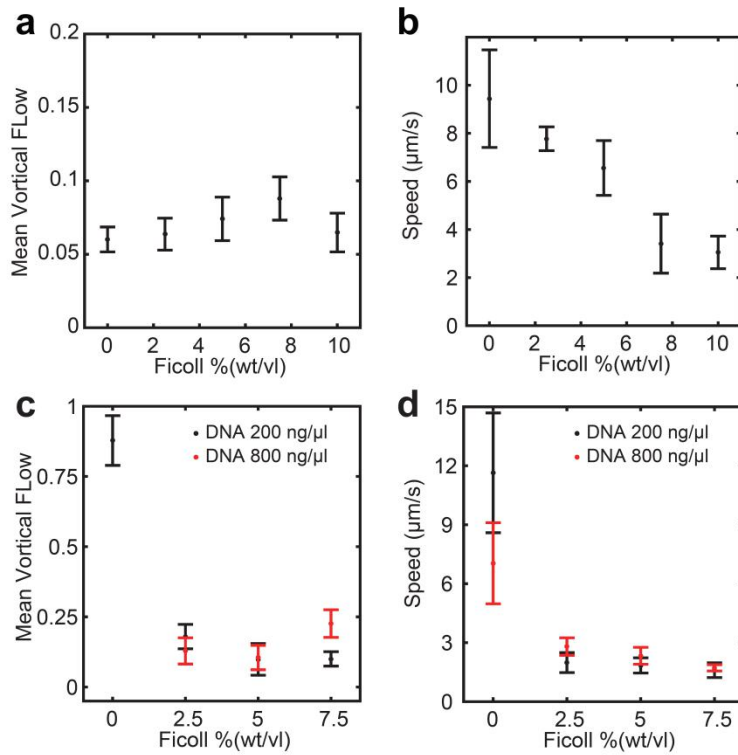 a
0.2
0.15
0.1
0.05
0
Mean Vortical FLow
0 2 4 6 8 10
Ficoll %(wt/vl)
b
10
8
6
4
2
0
Speed (µm/s)
0 2 4 6 8 10
Ficoll %(wt/vl)
c
1
0.75
0.5
0.25
0
Mean Vortical FLow
DNA 200 ng/µl
DNA 800 ng/µl
0 2.5 5 7.5
Ficoll %(wt/vl)
d
15
12
9
6
3
0
Speed (µm/s)
DNA 200 ng/µl
DNA 800 ng/µl
0 2.5 5 7.5
Ficoll %(wt/vl)